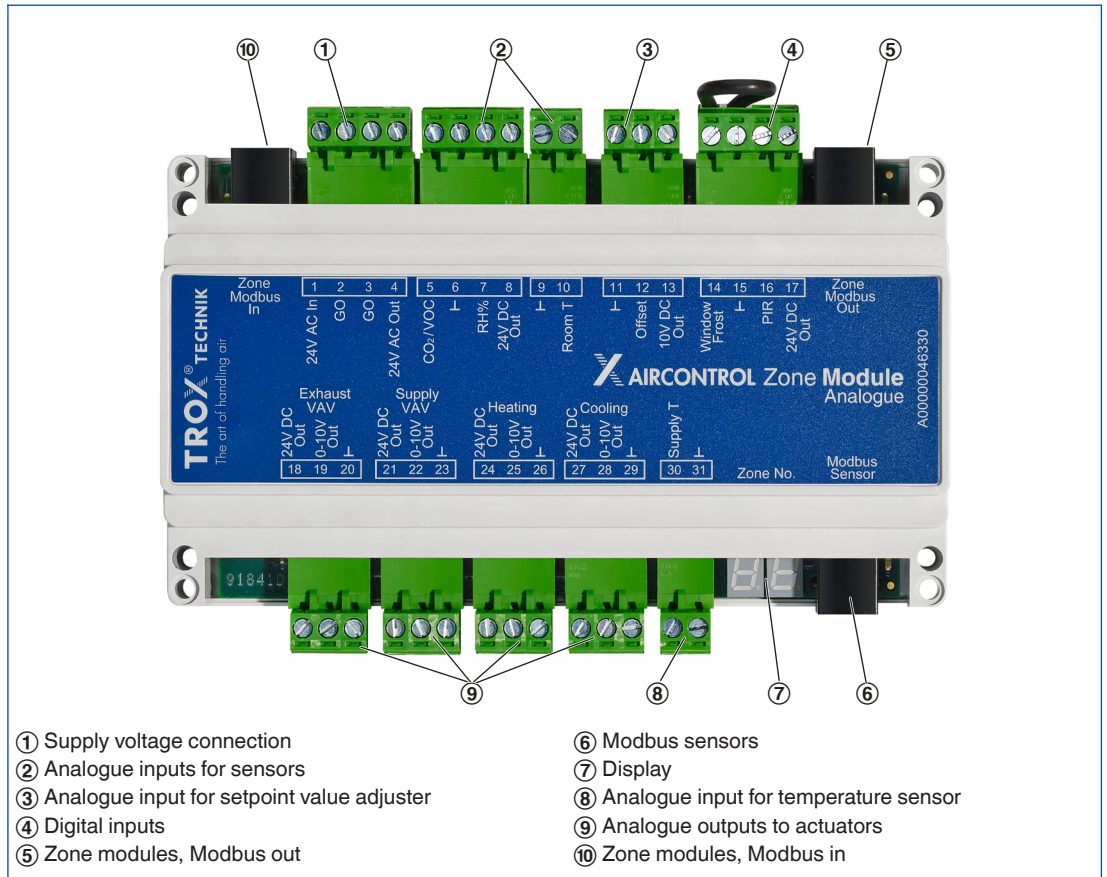 ⑩ ① ② ③ ④ ⑤
Zone Modbus In
1 2 3 4
24V AC In
GO
GO
24V AC Out
5 6 7 8
CO₂/VOC
⊥
RH%
24V DC Out
9 10
⊥
Room T
11 12 13
⊥
Offset
10V DC Out
14 15 16 17
Window Frost
⊥
PIR
24V DC Out
Zone Modbus Out
TROX® TECHNIK
The art of handling air
X AIRCONTROL Zone Module
Analogue
A00000046330
Exhaust VAV
24V DC Out
0-10V Out
⊥
18 19 20
Supply VAV
24V DC Out
0-10V Out
⊥
21 22 23
Heating
24V DC Out
0-10V Out
⊥
24 25 26
Cooling
24V DC Out
0-10V Out
⊥
27 28 29
Supply T
⊥
30 31
Zone No.
Modbus Sensor
91841D
⑨ ⑧ ⑦ ⑥
① Supply voltage connection
② Analogue inputs for sensors
③ Analogue input for setpoint value adjuster
④ Digital inputs
⑤ Zone modules, Modbus out
⑥ Modbus sensors
⑦ Display
⑧ Analogue input for temperature sensor
⑨ Analogue outputs to actuators
⑩ Zone modules, Modbus in